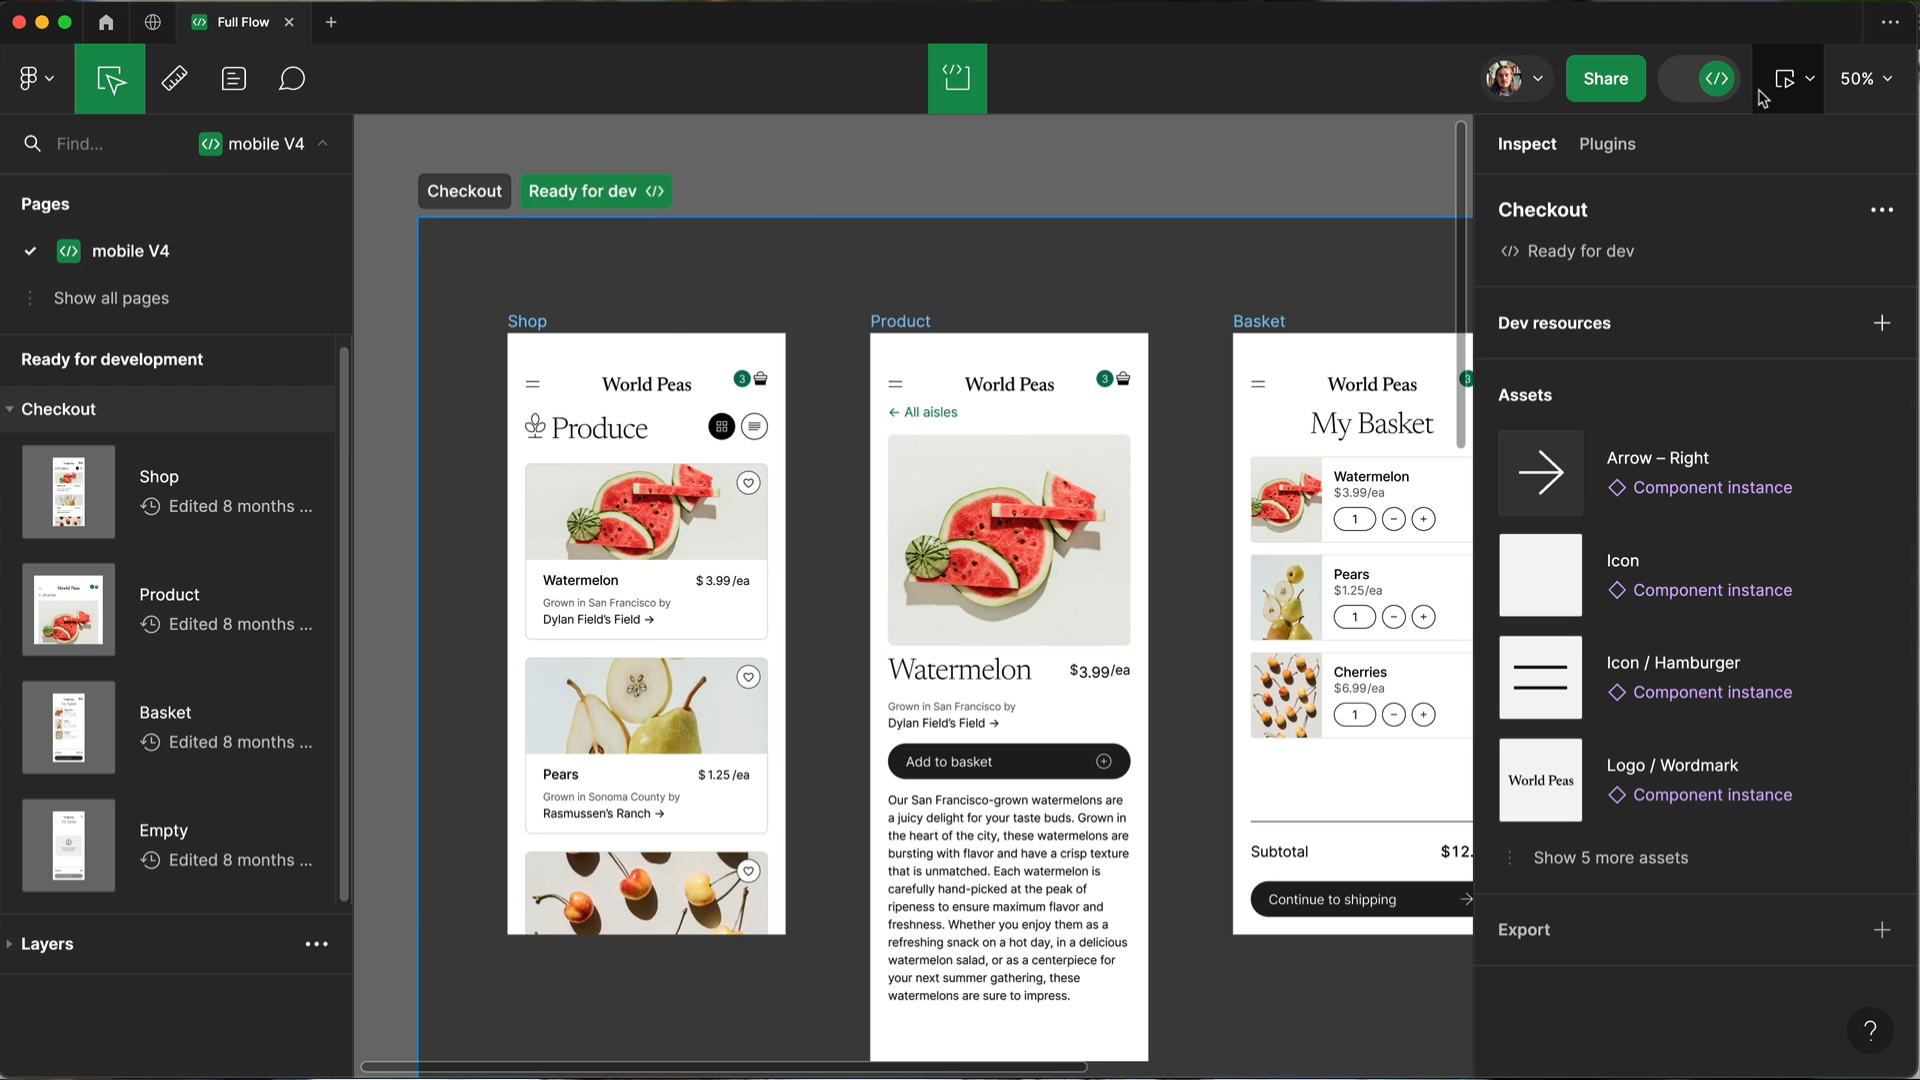 Full Flow
Share
50%
Find...
mobile V4
Pages
mobile V4
Show all pages
Ready for development
Checkout
Shop
Edited 8 months ...
Product
Edited 8 months ...
Basket
Edited 8 months ...
Empty
Edited 8 months ...
Layers
Checkout
Ready for dev
Shop
World Peas
3
Produce
Watermelon
$3.99/ea
Grown in San Francisco by
Dylan Field's Field →
Pears
$1.25/ea
Grown in Sonoma County by
Rasmussen's Ranch →
Product
World Peas
3
← All aisles
Watermelon
$3.99/ea
Grown in San Francisco by
Dylan Field's Field →
Add to basket
Our San Francisco-grown watermelons are
a juicy delight for your taste buds. Grown in
the heart of the city, these watermelons are
bursting with flavor and have a crisp texture
that is unmatched. Each watermelon is
carefully hand-picked at the peak of
ripeness to ensure maximum flavor and
freshness. Whether you enjoy them as a
refreshing snack on a hot day, in a delicious
watermelon salad, or as a centerpiece for
your next summer gathering, these
watermelons are sure to impress.
Basket
World Peas
3
My Basket
Watermelon
$3.99/ea
1
Pears
$1.25/ea
1
Cherries
$6.99/ea
1
Subtotal
$12.
Continue to shipping
Inspect
Plugins
Checkout
Ready for dev
Dev resources
Assets
Arrow – Right
Component instance
Icon
Component instance
Icon / Hamburger
Component instance
World Peas
Logo / Wordmark
Component instance
Show 5 more assets
Export
?